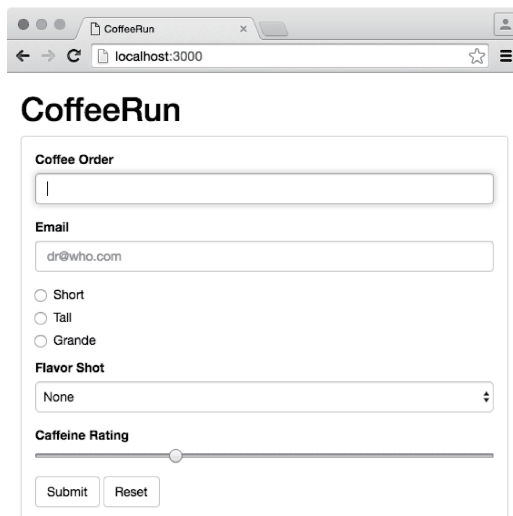 CoffeeRun
localhost:3000
CoffeeRun
Coffee Order
Email
dr@who.com
Short
Tall
Grande
Flavor Shot
None
Caffeine Rating
Submit Reset